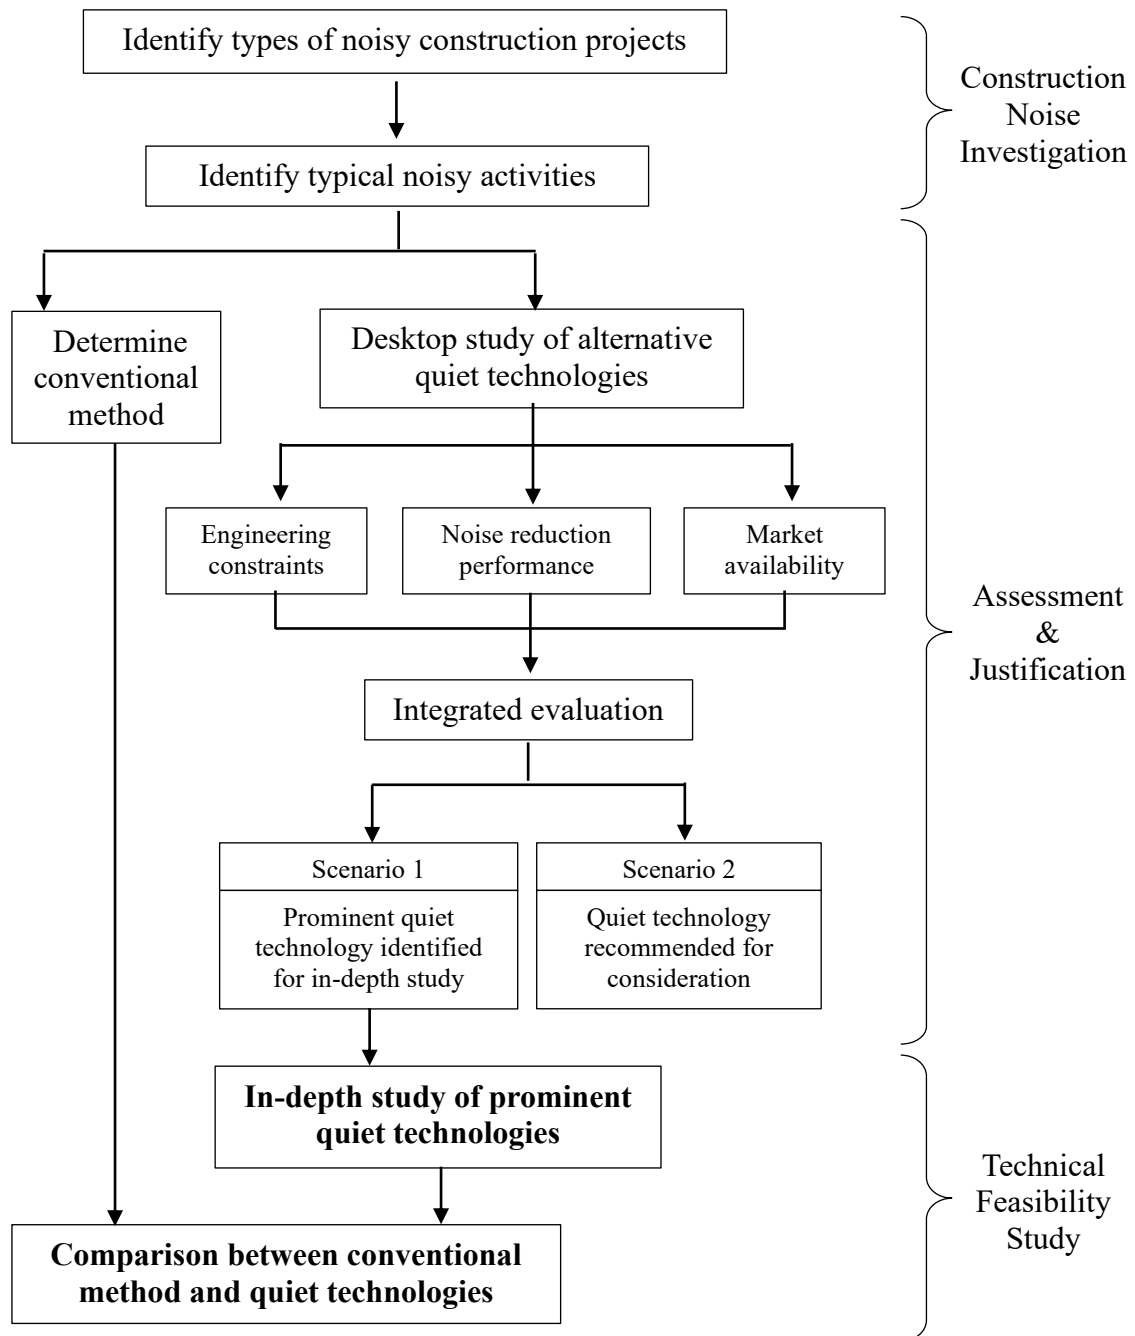 Identify types of noisy construction projects
Construction
Noise
Investigation
Identify typical noisy activities
Determine
conventional
method
Desktop study of alternative
quiet technologies
Engineering
constraints
Noise reduction
performance
Market
availability
Assessment
&
Justification
Integrated evaluation
Scenario 1
Prominent quiet
technology identified
for in-depth study
Scenario 2
Quiet technology
recommended for
consideration
In-depth study of prominent
quiet technologies
Technical
Feasibility
Study
Comparison between conventional
method and quiet technologies